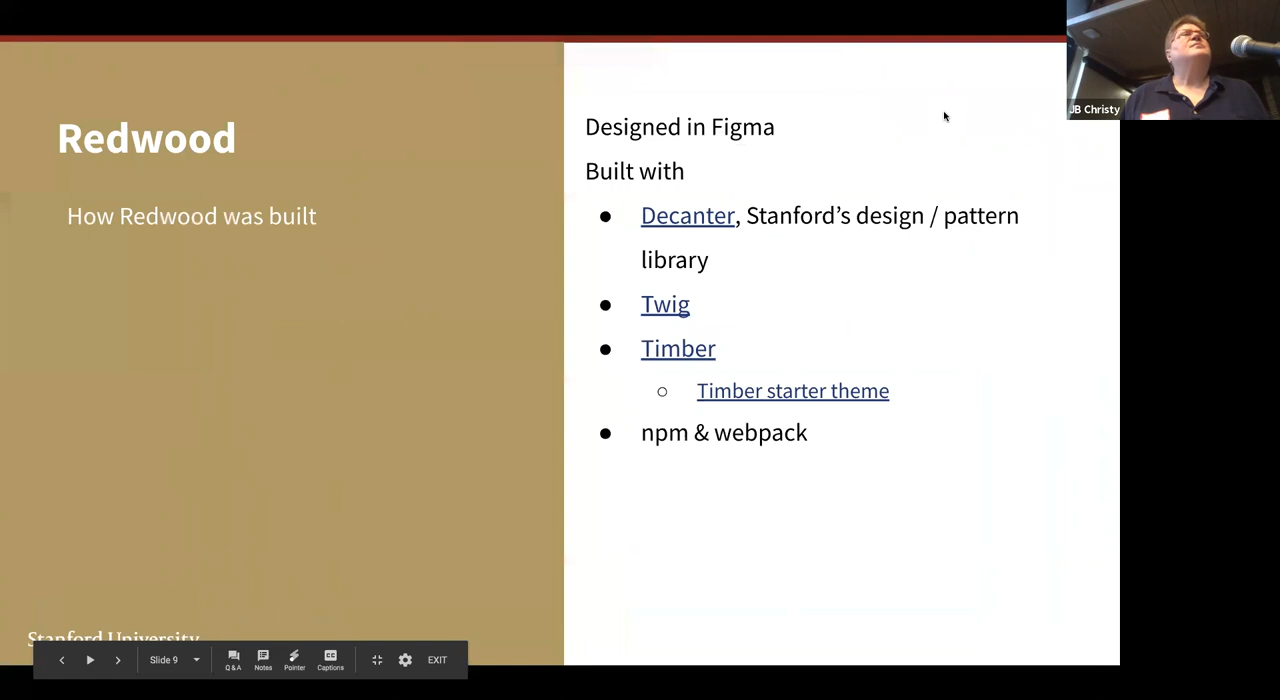 JB Christy
Redwood
How Redwood was built
Designed in Figma
Built with
● Decanter, Stanford’s design / pattern
library
● Twig
● Timber
○ Timber starter theme
● npm & webpack
Stanford University
Slide 9
Q&A
Notes
Pointer
Captions
EXIT